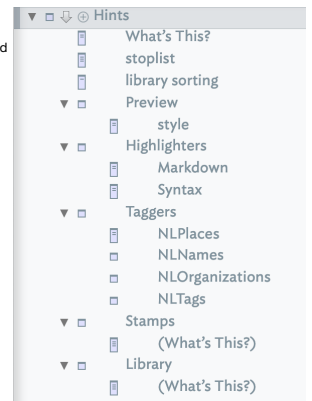 Hints
What's This?
d
stoplist
library sorting
Preview
style
Highlighters
Markdown
Syntax
Taggers
NLPlaces
NLNames
NLOrganizations
NLTags
Stamps
(What's This?)
Library
(What's This?)